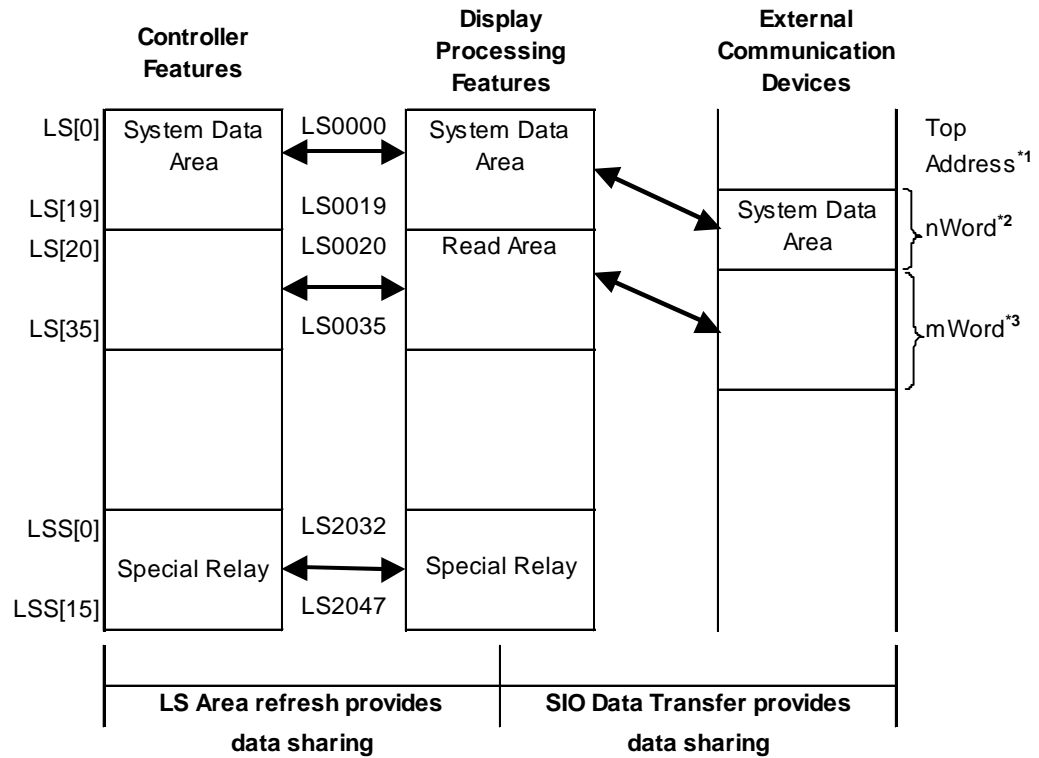 Controller
Features
Display
Processing
Features
External
Communication
Devices
LS[0]
System Data
Area
LS0000
System Data
Area
Top
Address*1
LS[19]
LS0019
System Data
Area
nWord*2
LS[20]
LS0020
Read Area
LS[35]
LS0035
mWord*3
LSS[0]
LS2032
Special Relay
Special Relay
LSS[15]
LS2047
LS Area refresh provides
data sharing
SIO Data Transfer provides
data sharing